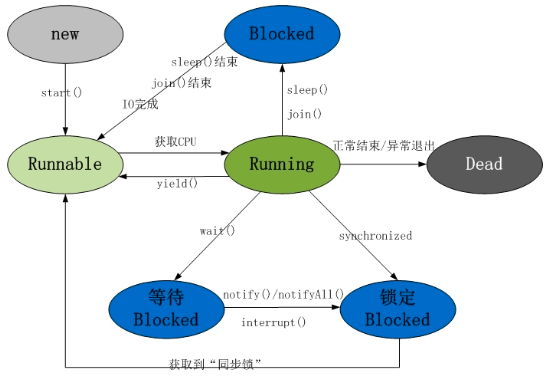 new
Blocked
sleep()结束
join()结束
IO完成
start()
sleep()
join()
获取CPU
正常结束/异常退出
Runnable
Running
Dead
yield()
wait()
synchronized
等待
Blocked
notify()/notifyAll()
interrupt()
锁定
Blocked
获取到“同步锁”